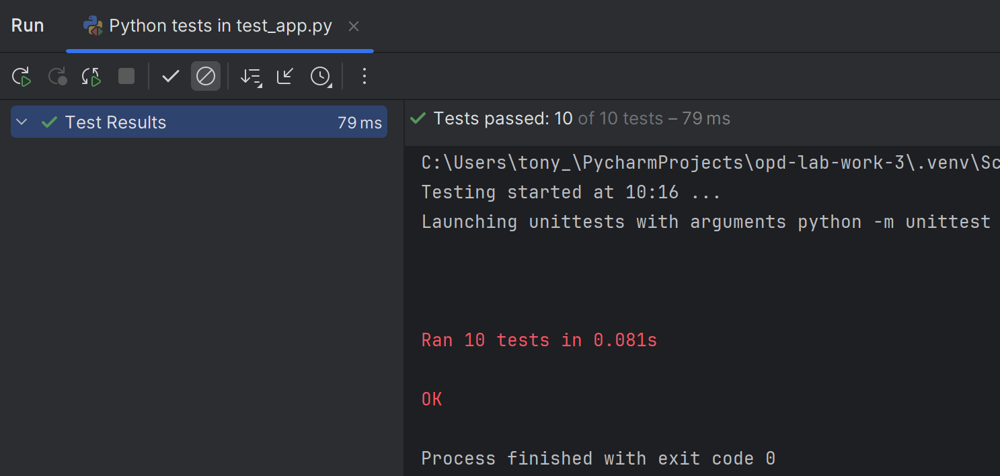 Run
Python tests in test_app.py
Test Results
79 ms
Tests passed: 10 of 10 tests – 79 ms
C:\Users\tony_\PycharmProjects\opd-lab-work-3\.venv\Sc
Testing started at 10:16 ...
Launching unittests with arguments python -m unittest
Ran 10 tests in 0.081s
OK
Process finished with exit code 0